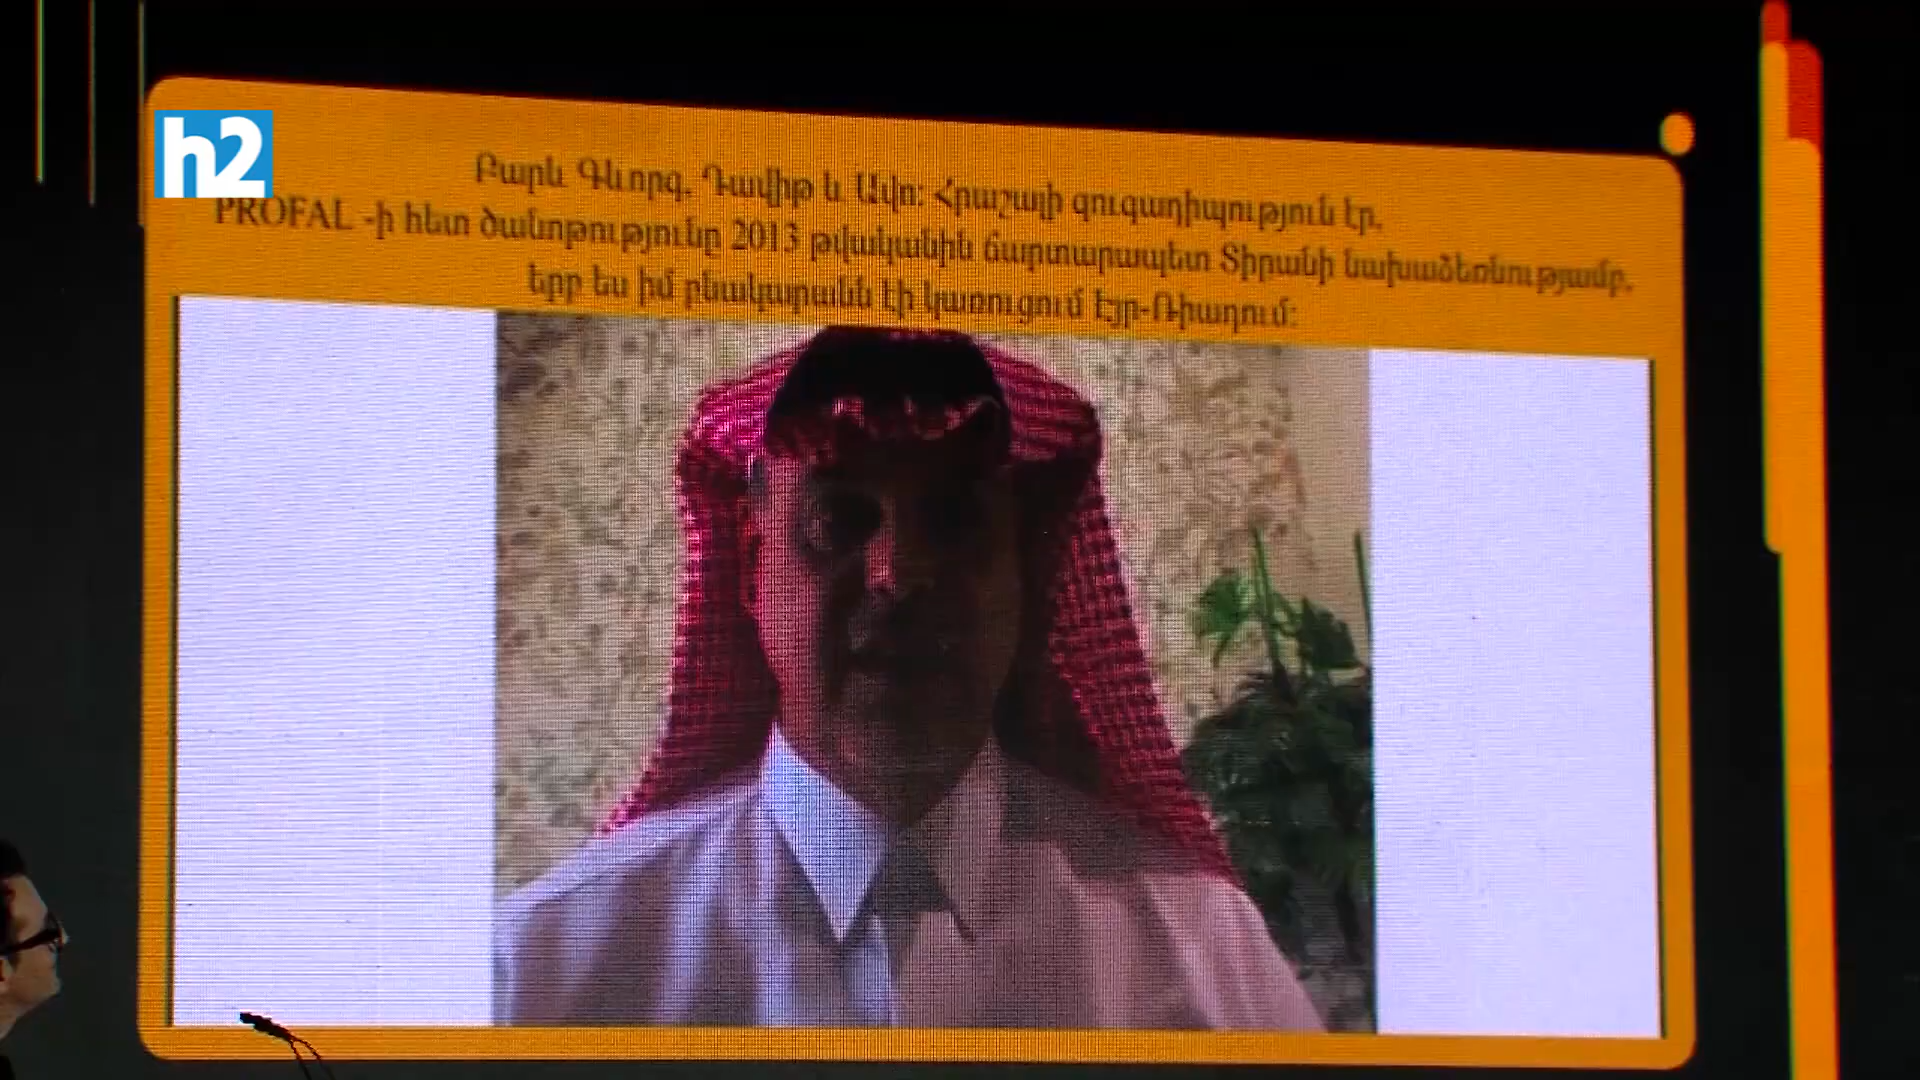 h2
Բարև Գևորգ, Դավիթ և Ավո: Հրաշալի զուգադիպություն էր,
PROFAL -ի հետ ծանոթությունը 2013 թվականին ճարտարապետ Տիրանի նախաձեռնությամբ,
երբ ես իմ բնակարանն էի կառուցում Էյր-Ռիադում: